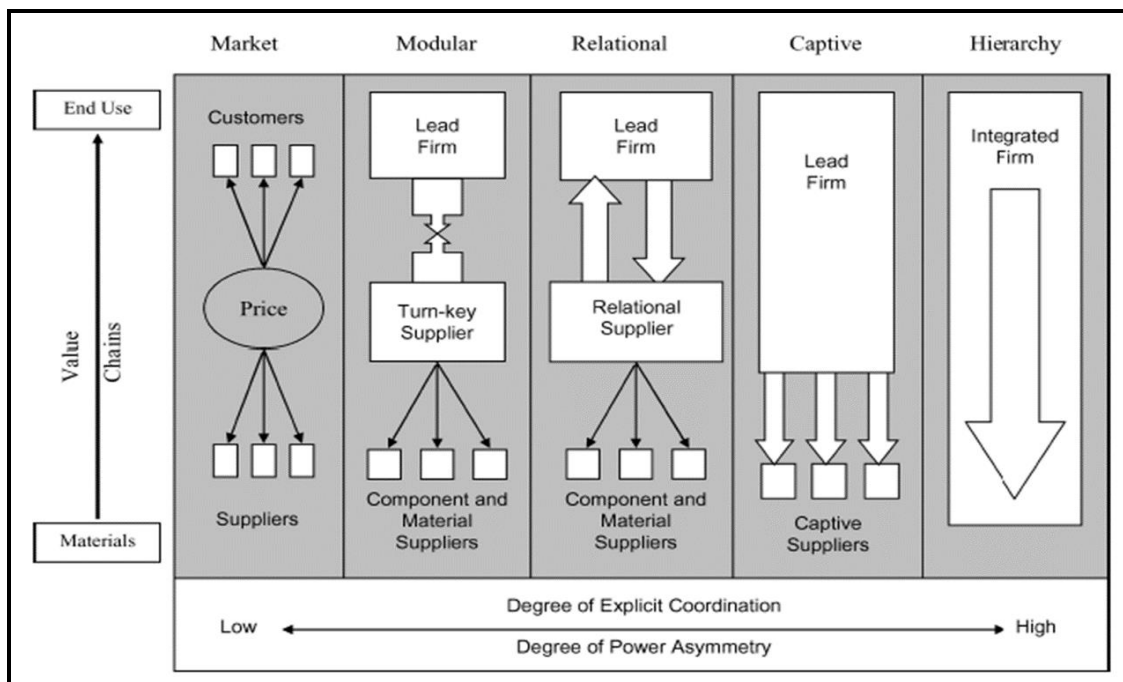 Market
Modular
Relational
Captive
Hierarchy
End Use
Value
Chains
Materials
Customers
Price
Suppliers
Lead
Firm
Turn-key
Supplier
Component and
Material
Suppliers
Lead
Firm
Relational
Supplier
Component and
Material
Suppliers
Lead
Firm
Captive
Suppliers
Integrated
Firm
Degree of Explicit Coordination
Low
High
Degree of Power Asymmetry